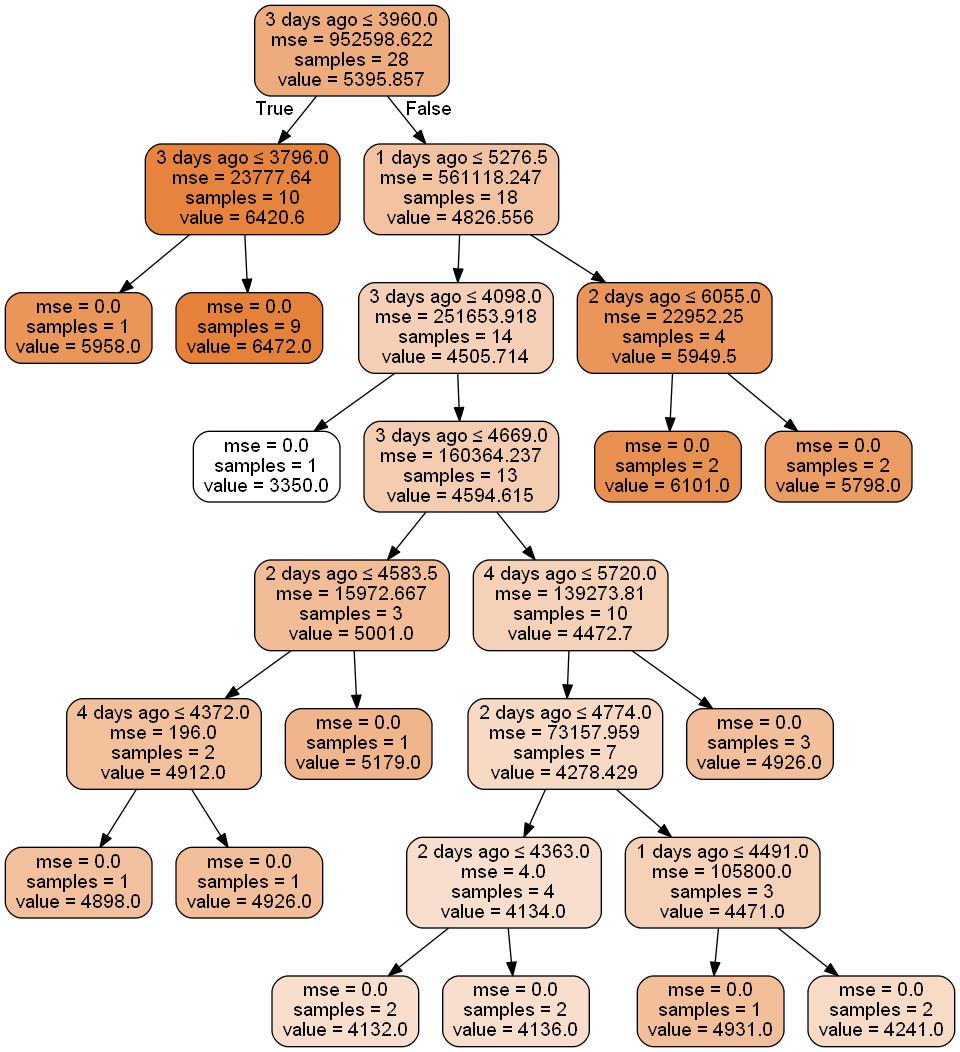 3 days ago ≤ 3960.0
mse = 952598.622
samples = 28
value = 5395.857
True
False
3 days ago ≤ 3796.0
mse = 23777.64
samples = 10
value = 6420.6
1 days ago ≤ 5276.5
mse = 561118.247
samples = 18
value = 4826.556
mse = 0.0
samples = 1
value = 5958.0
mse = 0.0
samples = 9
value = 6472.0
3 days ago ≤ 4098.0
mse = 251653.918
samples = 14
value = 4505.714
2 days ago ≤ 6055.0
mse = 22952.25
samples = 4
value = 5949.5
mse = 0.0
samples = 1
value = 3350.0
3 days ago ≤ 4669.0
mse = 160364.237
samples = 13
value = 4594.615
mse = 0.0
samples = 2
value = 6101.0
mse = 0.0
samples = 2
value = 5798.0
2 days ago ≤ 4583.5
mse = 15972.667
samples = 3
value = 5001.0
4 days ago ≤ 5720.0
mse = 139273.81
samples = 10
value = 4472.7
4 days ago ≤ 4372.0
mse = 196.0
samples = 2
value = 4912.0
mse = 0.0
samples = 1
value = 5179.0
2 days ago ≤ 4774.0
mse = 73157.959
samples = 7
value = 4278.429
mse = 0.0
samples = 3
value = 4926.0
mse = 0.0
samples = 1
value = 4898.0
mse = 0.0
samples = 1
value = 4926.0
2 days ago ≤ 4363.0
mse = 4.0
samples = 4
value = 4134.0
1 days ago ≤ 4491.0
mse = 105800.0
samples = 3
value = 4471.0
mse = 0.0
samples = 2
value = 4132.0
mse = 0.0
samples = 2
value = 4136.0
mse = 0.0
samples = 1
value = 4931.0
mse = 0.0
samples = 2
value = 4241.0